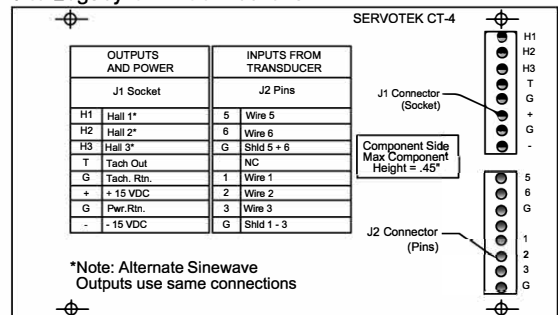 SERVOTEK CT-4
OUTPUTS
AND POWER
INPUTS FROM
TRANSDUCER
J1 Socket
J2 Pins
H1 Hall 1* 5 Wire 5
H2 Hall 2* 6 Wire 6
H3 Hall 3* G Shld 5 + 6
T Tach Out NC
G Tach. Rtn. 1 Wire 1
+ + 15 VDC 2 Wire 2
G Pwr.Rtn. 3 Wire 3
- - 15 VDC G Shld 1 - 3
*Note: Alternate Sinewave
Outputs use same connections
J1 Connector
(Socket)
Component Side
Max Component
Height = .45"
J2 Connector
(Pins)
H1
H2
H3
T
G
+
G
-
5
6
G
1
2
3
G